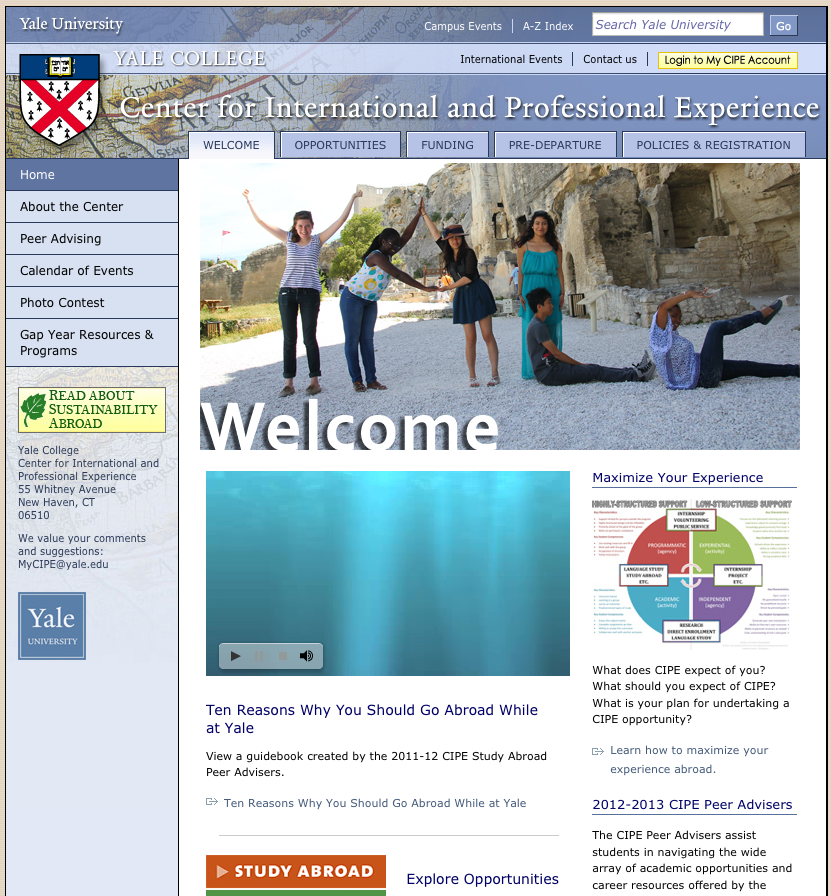 Yale University
Campus Events
A-Z Index
Search Yale University
Go
YALE COLLEGE
International Events
Contact us
Login to My CIPE Account
Center for International and Professional Experience
WELCOME
OPPORTUNITIES
FUNDING
PRE-DEPARTURE
POLICIES & REGISTRATION
Home
About the Center
Peer Advising
Calendar of Events
Photo Contest
Gap Year Resources &
Programs
READ ABOUT
SUSTAINABILITY
ABROAD
Yale College
Center for International and
Professional Experience
55 Whitney Avenue
New Haven, CT
06510
We value your comments
and suggestions:
MyCIPE@yale.edu
Yale
UNIVERSITY
Welcome
Ten Reasons Why You Should Go Abroad While
at Yale
View a guidebook created by the 2011-12 CIPE Study Abroad
Peer Advisers.
Ten Reasons Why You Should Go Abroad While at Yale
STUDY ABROAD
Explore Opportunities
Maximize Your Experience
HIGHLY-STRUCTURED SUPPORT
LOW-STRUCTURED SUPPORT
INTERNSHIP
VOLUNTEERING
PUBLIC SERVICE
PROGRAMMATIC
(agency)
EXPERIENTIAL
(activity)
LANGUAGE STUDY
STUDY ABROAD
ETC.
INTERNSHIP
PROJECT
ETC.
ACADEMIC
(activity)
INDEPENDENT
(agency)
RESEARCH
DIRECT ENROLLMENT
LANGUAGE STUDY
What does CIPE expect of you?
What should you expect of CIPE?
What is your plan for undertaking a
CIPE opportunity?
Learn how to maximize your
experience abroad.
2012-2013 CIPE Peer Advisers
The CIPE Peer Advisers assist
students in navigating the wide
array of academic opportunities and
career resources offered by the